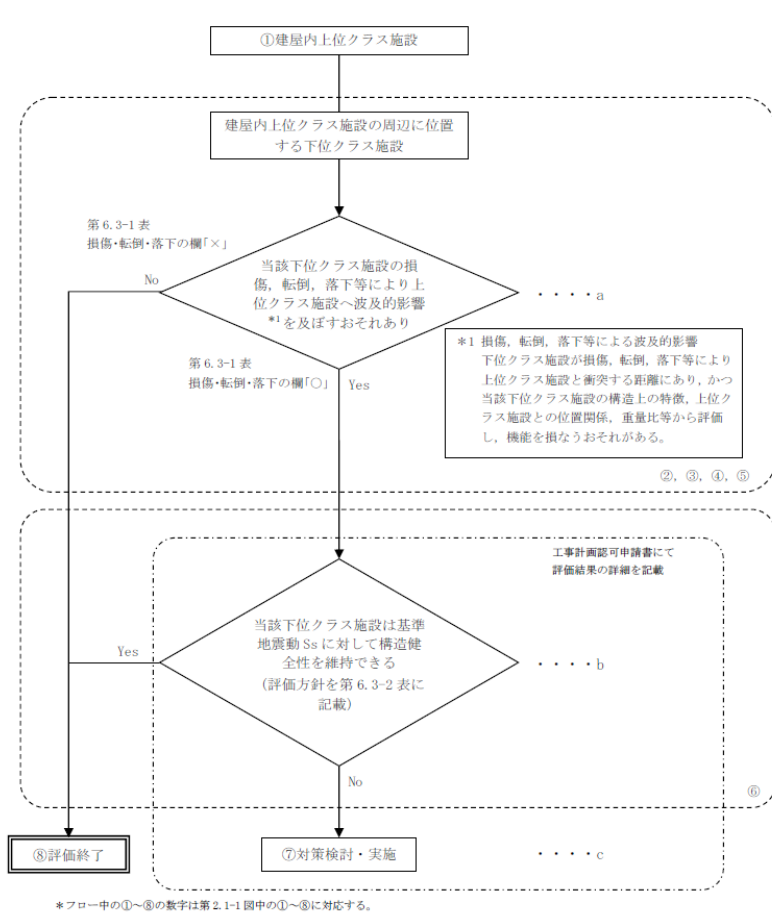 ①建屋内上位クラス施設
建屋内上位クラス施設の周辺に位置
する下位クラス施設
第 6.3-1 表
損傷・転倒・落下の欄「×」
No
当該下位クラス施設の損
傷，転倒，落下等により上
位クラス施設へ波及的影響
*1を及ぼすおそれあり
・・・・a
第 6.3-1 表
損傷・転倒・落下の欄「○」
Yes
＊1 損傷，転倒，落下等による波及的影響
下位クラス施設が損傷，転倒，落下等により
上位クラス施設と衝突する距離にあり，かつ
当該下位クラス施設の構造上の特徴，上位ク
ラス施設との位置関係，重量比等から評価
し，機能を損なうおそれがある。
②，③，④，⑤
工事計画認可申請書にて
評価結果の詳細を記載
当該下位クラス施設は基準
地震動 Ss に対して構造健
全性を維持できる
(評価方針を第 6.3-2 表に
記載)
Yes
・・・・b
No
⑥
⑧評価終了
⑦対策検討・実施
・・・・c
＊フロー中の①～⑧の数字は第 2.1-1 図中の①～⑧に対応する。